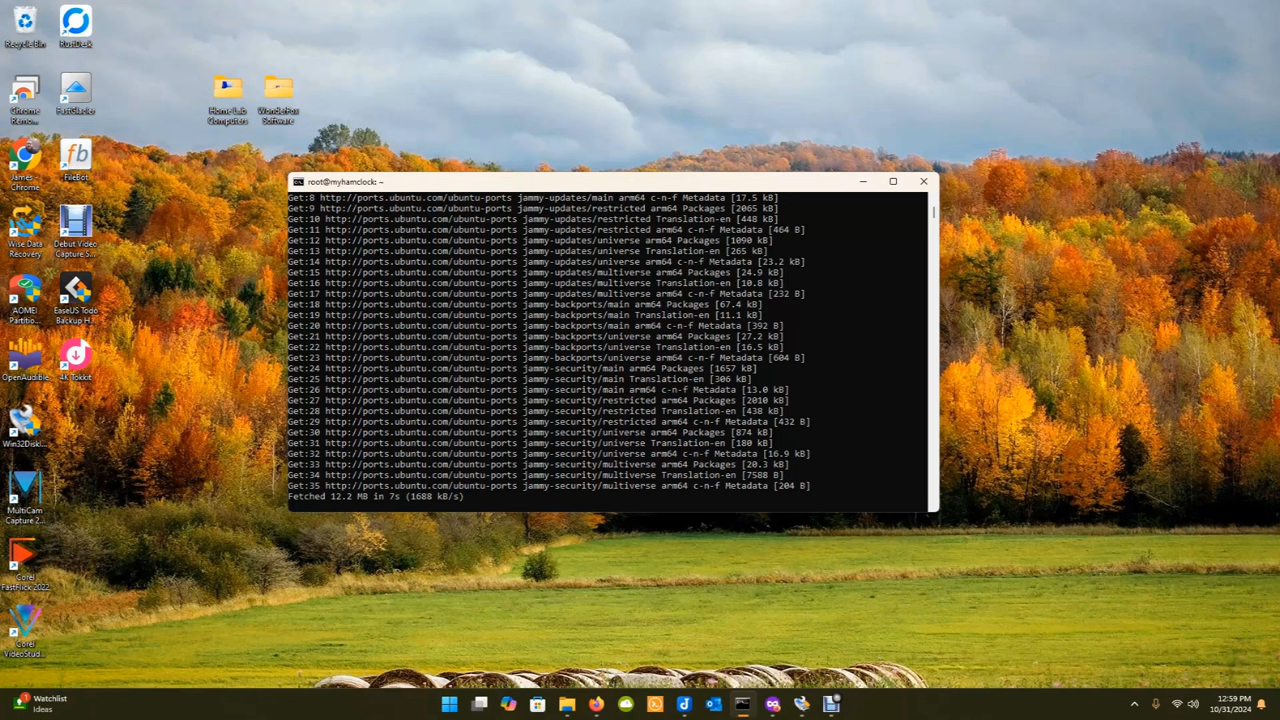 Recycle Bin
RustDesk
Chrome Remo...
FastGlacier
Home Lab Computers
WonderFox Software
James - Chrome
FileBot
Wise Data Recovery
Debut Video Capture S...
AOMEI Partitio...
EaseUS Todo Backup H...
OpenAudible
4K Tokkit
Win32Diskl...
MultiCam Capture 2...
Corel FastFlick 2022
Corel VideoStud...
root@myhamclock: ~
Get:8 http://ports.ubuntu.com/ubuntu-ports jammy-updates/main arm64 c-n-f Metadata [17.5 kB]
Get:9 http://ports.ubuntu.com/ubuntu-ports jammy-updates/restricted arm64 Packages [2065 kB]
Get:10 http://ports.ubuntu.com/ubuntu-ports jammy-updates/restricted Translation-en [448 kB]
Get:11 http://ports.ubuntu.com/ubuntu-ports jammy-updates/restricted arm64 c-n-f Metadata [464 B]
Get:12 http://ports.ubuntu.com/ubuntu-ports jammy-updates/universe arm64 Packages [1090 kB]
Get:13 http://ports.ubuntu.com/ubuntu-ports jammy-updates/universe Translation-en [265 kB]
Get:14 http://ports.ubuntu.com/ubuntu-ports jammy-updates/universe arm64 c-n-f Metadata [23.2 kB]
Get:15 http://ports.ubuntu.com/ubuntu-ports jammy-updates/multiverse arm64 Packages [24.9 kB]
Get:16 http://ports.ubuntu.com/ubuntu-ports jammy-updates/multiverse Translation-en [10.8 kB]
Get:17 http://ports.ubuntu.com/ubuntu-ports jammy-updates/multiverse arm64 c-n-f Metadata [232 B]
Get:18 http://ports.ubuntu.com/ubuntu-ports jammy-backports/main arm64 Packages [67.4 kB]
Get:19 http://ports.ubuntu.com/ubuntu-ports jammy-backports/main Translation-en [11.1 kB]
Get:20 http://ports.ubuntu.com/ubuntu-ports jammy-backports/main arm64 c-n-f Metadata [392 B]
Get:21 http://ports.ubuntu.com/ubuntu-ports jammy-backports/universe arm64 Packages [27.2 kB]
Get:22 http://ports.ubuntu.com/ubuntu-ports jammy-backports/universe Translation-en [16.5 kB]
Get:23 http://ports.ubuntu.com/ubuntu-ports jammy-backports/universe arm64 c-n-f Metadata [604 B]
Get:24 http://ports.ubuntu.com/ubuntu-ports jammy-security/main arm64 Packages [1657 kB]
Get:25 http://ports.ubuntu.com/ubuntu-ports jammy-security/main Translation-en [306 kB]
Get:26 http://ports.ubuntu.com/ubuntu-ports jammy-security/main arm64 c-n-f Metadata [13.0 kB]
Get:27 http://ports.ubuntu.com/ubuntu-ports jammy-security/restricted arm64 Packages [2010 kB]
Get:28 http://ports.ubuntu.com/ubuntu-ports jammy-security/restricted Translation-en [438 kB]
Get:29 http://ports.ubuntu.com/ubuntu-ports jammy-security/restricted arm64 c-n-f Metadata [432 B]
Get:30 http://ports.ubuntu.com/ubuntu-ports jammy-security/universe arm64 Packages [874 kB]
Get:31 http://ports.ubuntu.com/ubuntu-ports jammy-security/universe Translation-en [180 kB]
Get:32 http://ports.ubuntu.com/ubuntu-ports jammy-security/universe arm64 c-n-f Metadata [16.9 kB]
Get:33 http://ports.ubuntu.com/ubuntu-ports jammy-security/multiverse arm64 Packages [20.3 kB]
Get:34 http://ports.ubuntu.com/ubuntu-ports jammy-security/multiverse Translation-en [7588 B]
Get:35 http://ports.ubuntu.com/ubuntu-ports jammy-security/multiverse arm64 c-n-f Metadata [204 B]
Fetched 12.2 MB in 7s (1688 kB/s)
Watchlist
Ideas
12:59 PM
10/31/2024